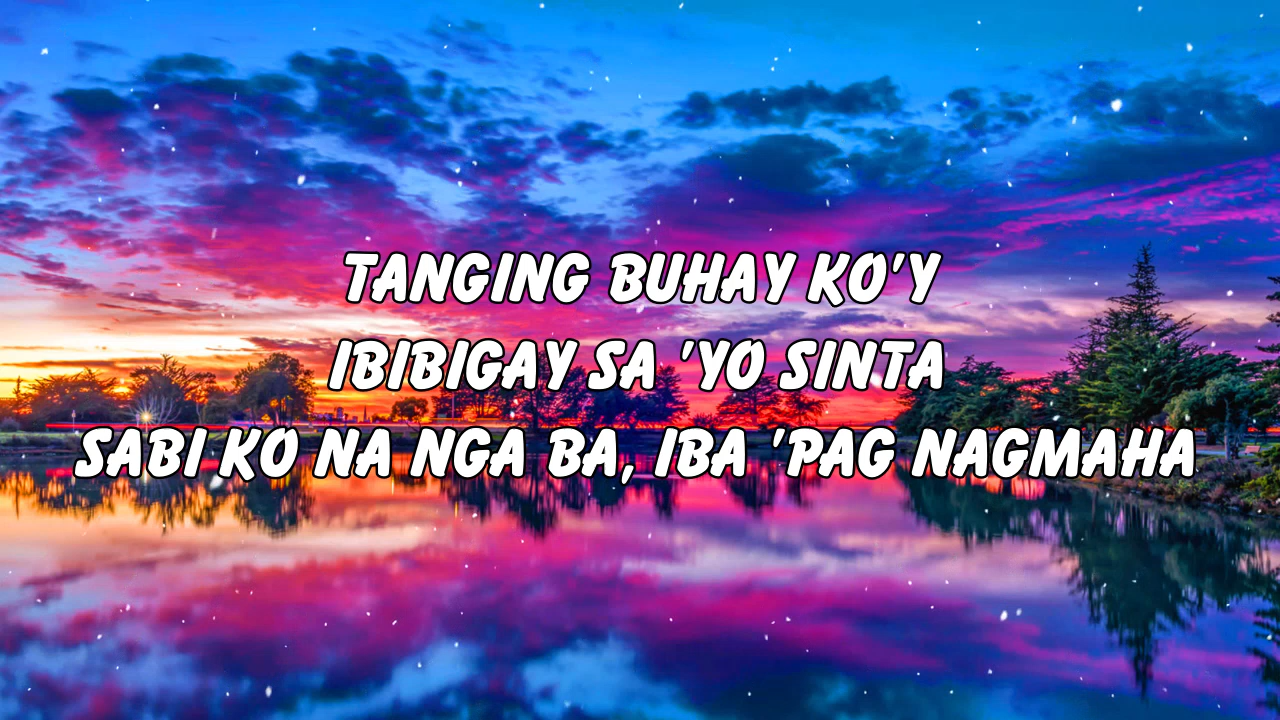 TANGING BUHAY KO'Y
IBIBIGAY SA 'YO SINTA
SABI KO NA NGA BA, IBA 'PAG NAGMAHA